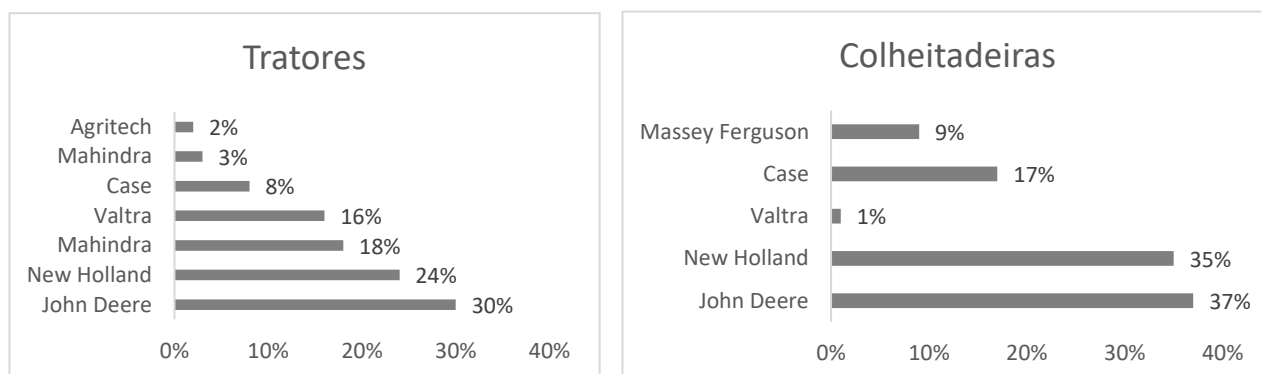 Tratores
Agritech 2%
Mahindra 3%
Case 8%
Valtra 16%
Mahindra 18%
New Holland 24%
John Deere 30%
0% 10% 20% 30% 40%
Colheitadeiras
Massey Ferguson 9%
Case 17%
Valtra 1%
New Holland 35%
John Deere 37%
0% 10% 20% 30% 40%